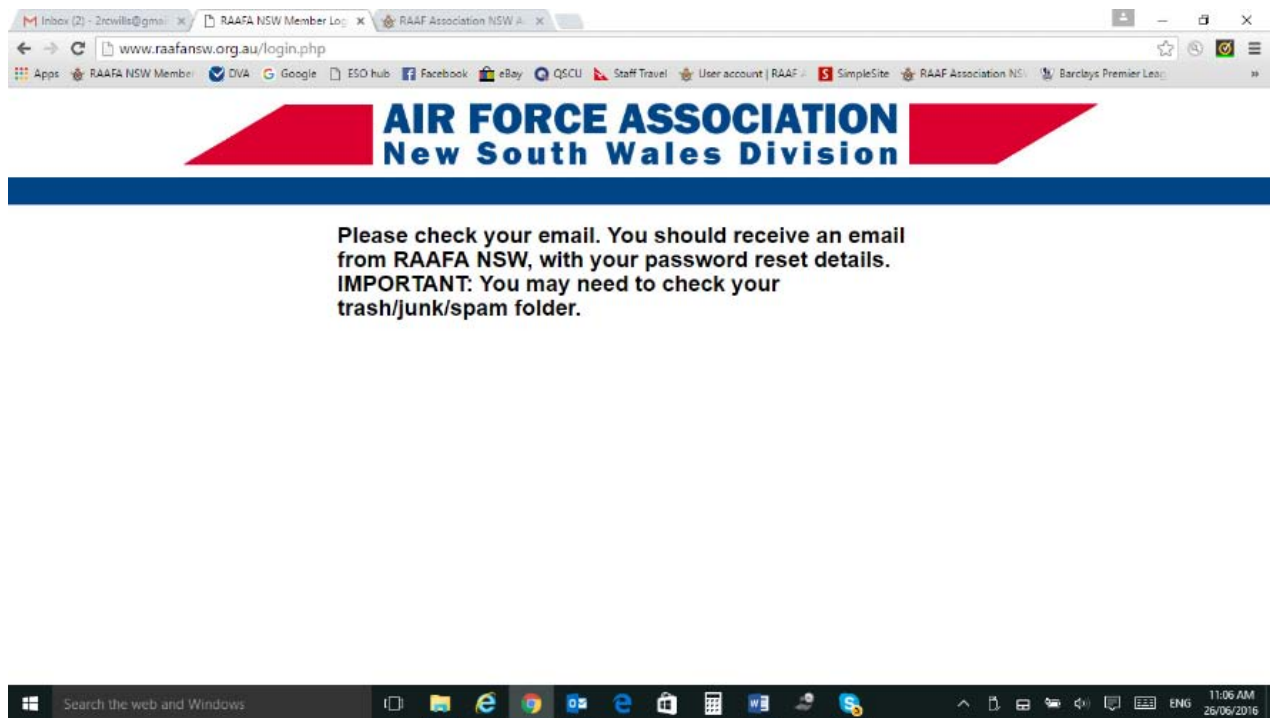 Inbox (2) - 2rcwills@gmai
RAAFA NSW Member Log
RAAF Association NSW A
www.raafansw.org.au/login.php
Apps RAAFA NSW Member DVA Google ESO hub Facebook eBay QSCU Staff Travel User account | RAAF SimpleSite RAAF Association NS Barclays Premier Leag
AIR FORCE ASSOCIATION
New South Wales Division
Please check your email. You should receive an email
from RAAFA NSW, with your password reset details.
IMPORTANT: You may need to check your
trash/junk/spam folder.
Search the web and Windows
ENG
11:06 AM
26/06/2016